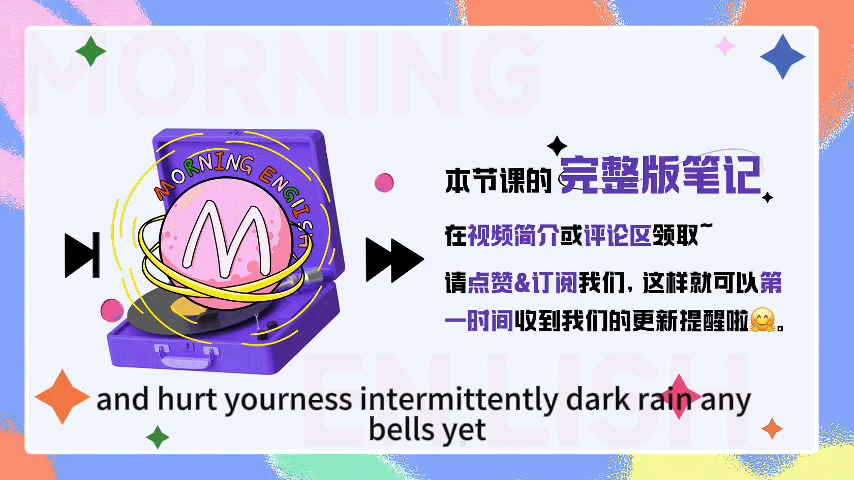 MORNING
MORNING ENGlISH
M
本节课的 完整版笔记
在视频简介或评论区领取~
请点赞&订阅我们，这样就可以第
一时间收到我们的更新提醒啦🤗。
ENGLISH
and hurt yourness intermittently dark rain any
bells yet